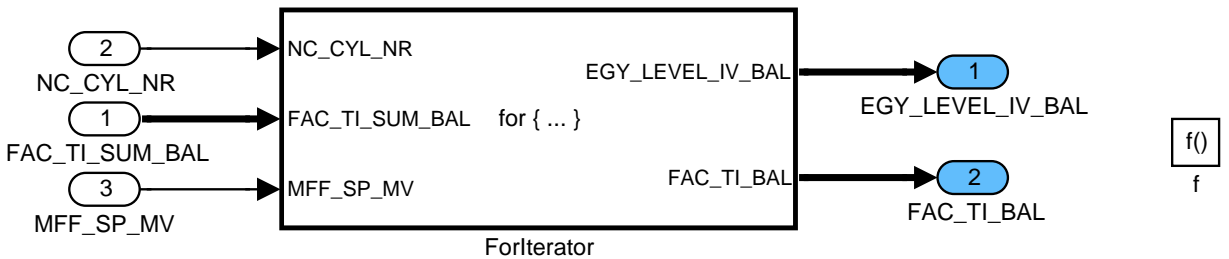 2
NC_CYL_NR
NC_CYL_NR
1
FAC_TI_SUM_BAL
FAC_TI_SUM_BAL
3
MFF_SP_MV
MFF_SP_MV
for { ... }
EGY_LEVEL_IV_BAL
FAC_TI_BAL
ForIterator
1
EGY_LEVEL_IV_BAL
2
FAC_TI_BAL
f()
f